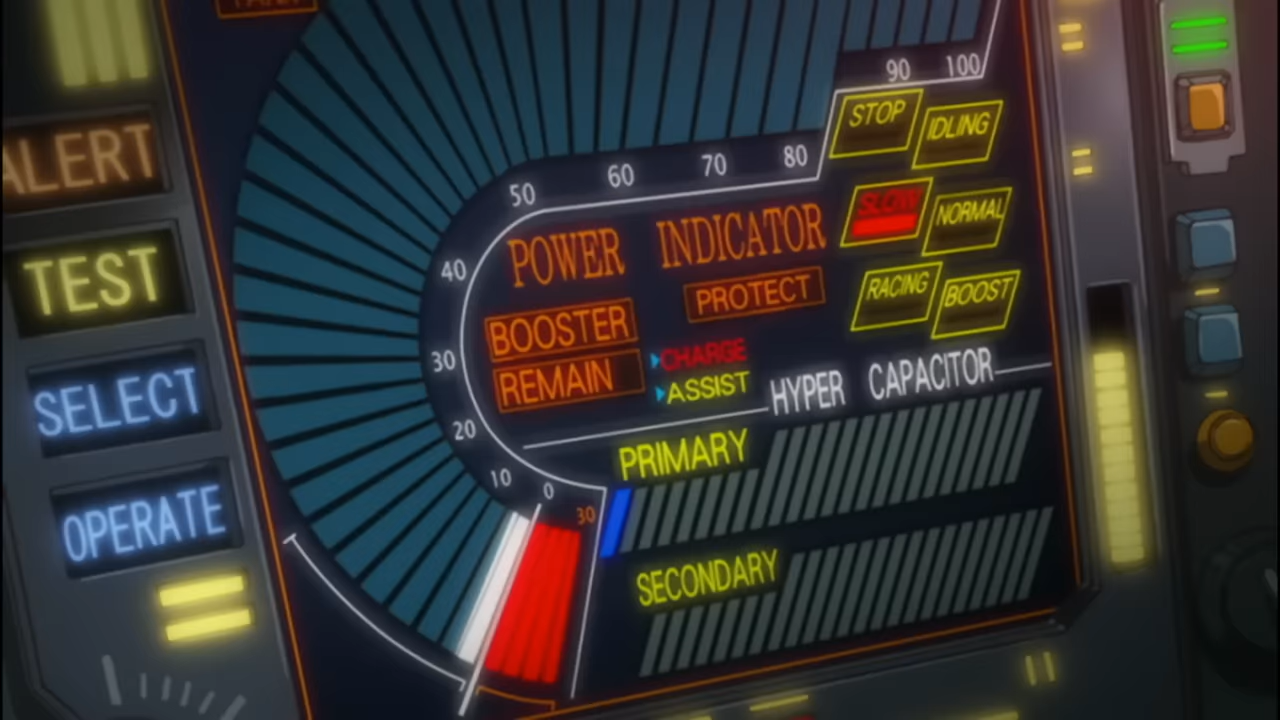 ALERT
TEST
SELECT
OPERATE
90 100
50 60 70 80
40
30
20
10
0
30
POWER INDICATOR
BOOSTER
REMAIN
PROTECT
CHARGE
ASSIST
STOP
IDLING
SLOW
NORMAL
RACING
BOOST
HYPER CAPACITOR
PRIMARY
SECONDARY